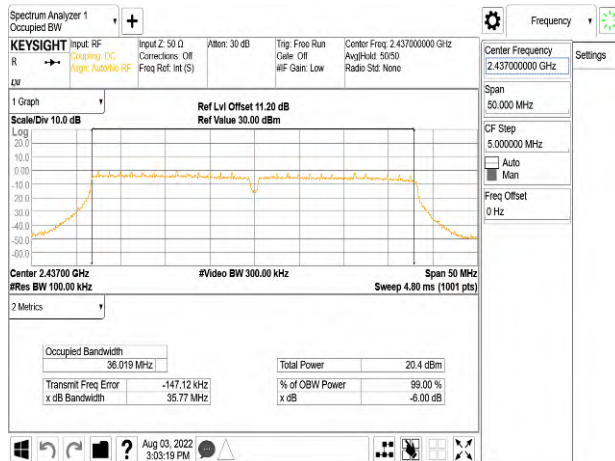 Spectrum Analyzer 1
Occupied BW
Frequency
KEYSIGHT
R
Input: RF
Coupling: DC
Align: Auto/No RF
Input Z: 50 Ω
Corrections: Off
Freq Ref: Int (S)
Atten: 30 dB
Trig: Free Run
Gate: Off
#IF Gain: Low
Center Freq: 2.437000000 GHz
Avg|Hold: 50/50
Radio Std: None
Center Frequency
2.437000000 GHz
Settings
Span
50.000 MHz
CF Step
5.000000 MHz
Auto
Man
Freq Offset
0 Hz
1 Graph
Scale/Div 10.0 dB
Ref Lvl Offset 11.20 dB
Ref Value 30.00 dBm
Log
20.0
10.0
0.00
-10.0
-20.0
-30.0
-40.0
-50.0
-60.0
Center 2.43700 GHz
#Res BW 100.00 kHz
#Video BW 300.00 kHz
Span 50 MHz
Sweep 4.80 ms (1001 pts)
2 Metrics
Occupied Bandwidth
36.019 MHz
Transmit Freq Error -147.12 kHz
x dB Bandwidth 35.77 MHz
Total Power 20.4 dBm
% of OBW Power 99.00 %
x dB -6.00 dB
Aug 03, 2022
3:03:19 PM